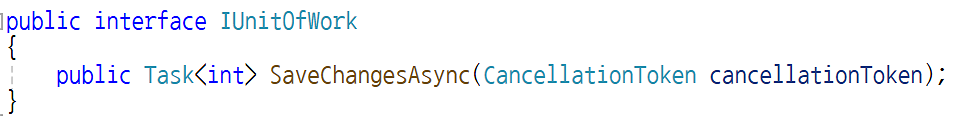 public interface IUnitOfWork
{
    public Task<int> SaveChangesAsync(CancellationToken cancellationToken);
}